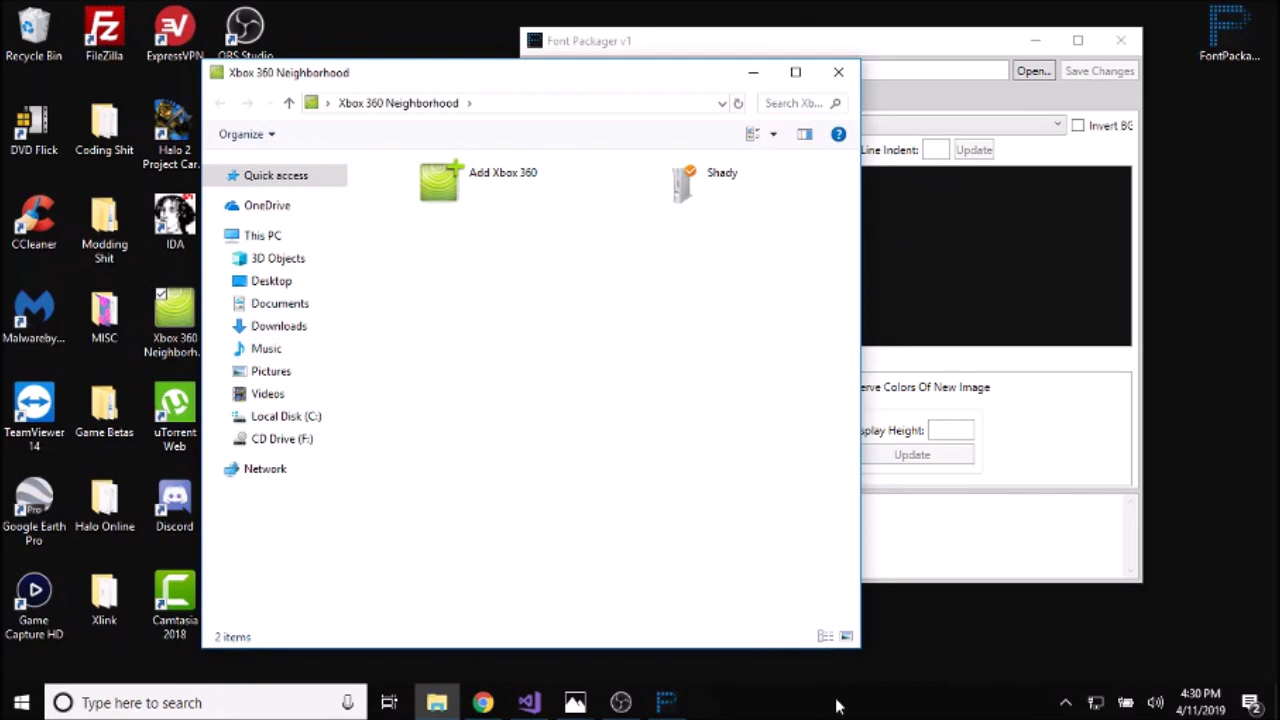 Recycle Bin
FileZilla
ExpressVPN
OBS Studio
FontPacka...
DVD Flick
Coding Shit
Halo 2
Project Car...
CCleaner
Modding
Shit
IDA
Malwareby...
MISC
Xbox 360
Neighborh...
TeamViewer
14
Game Betas
uTorrent
Web
Google Earth
Pro
Halo Online
Discord
Game
Capture HD
Xlink
Camtasia
2018
Font Packager v1
Open..
Save Changes
Invert BG
Line Indent:
Update
erve Colors Of New Image
splay Height:
Update
Xbox 360 Neighborhood
Xbox 360 Neighborhood
Search Xb...
Organize
Quick access
OneDrive
This PC
3D Objects
Desktop
Documents
Downloads
Music
Pictures
Videos
Local Disk (C:)
CD Drive (F:)
Network
Add Xbox 360
Shady
2 items
Type here to search
4:30 PM
4/11/2019
2